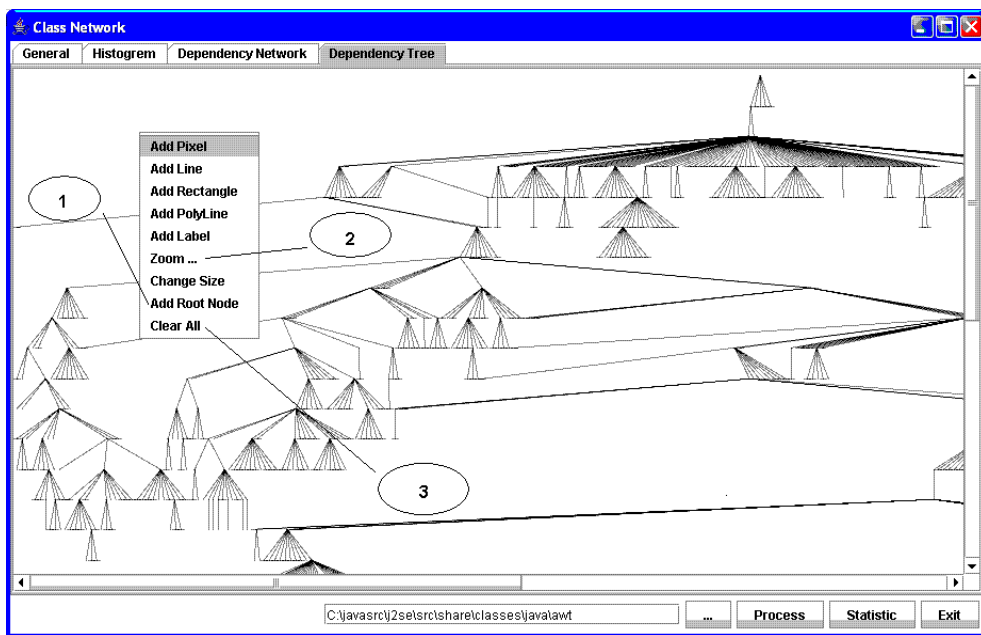 Class Network
General Histogrem Dependency Network Dependency Tree
Add Pixel
Add Line
Add Rectangle
Add PolyLine
Add Label
Zoom ...
Change Size
Add Root Node
Clear All
1
2
3
C:\javasrc\j2se\src\share\classes\java\awt ... Process Statistic Exit